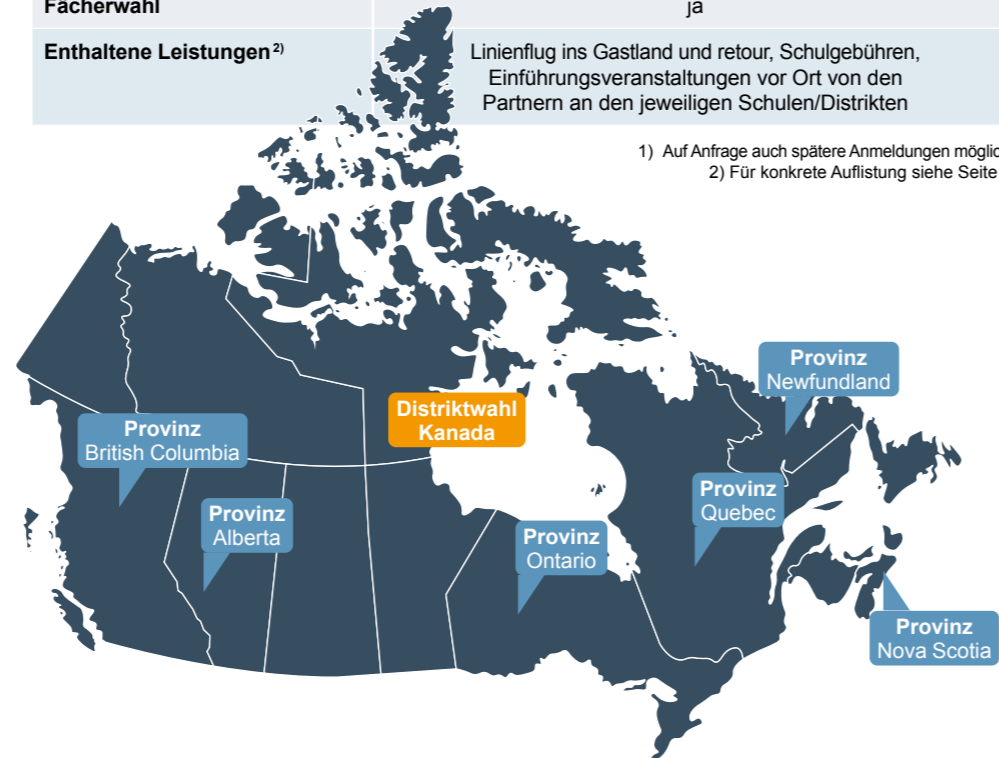 Fächerwahl
ja
Enthaltene Leistungen 2)
Linienflug ins Gastland und retour, Schulgebühren,
Einführungsveranstaltungen vor Ort von den
Partnern an den jeweiligen Schulen/Distrikten
1) Auf Anfrage auch spätere Anmeldungen
2) Für konkrete Auflistung siehe Seite
Provinz
Newfundland
Distriktwahl
Kanada
Provinz
British Columbia
Provinz
Quebec
Provinz
Alberta
Provinz
Ontario
Provinz
Nova Scotia